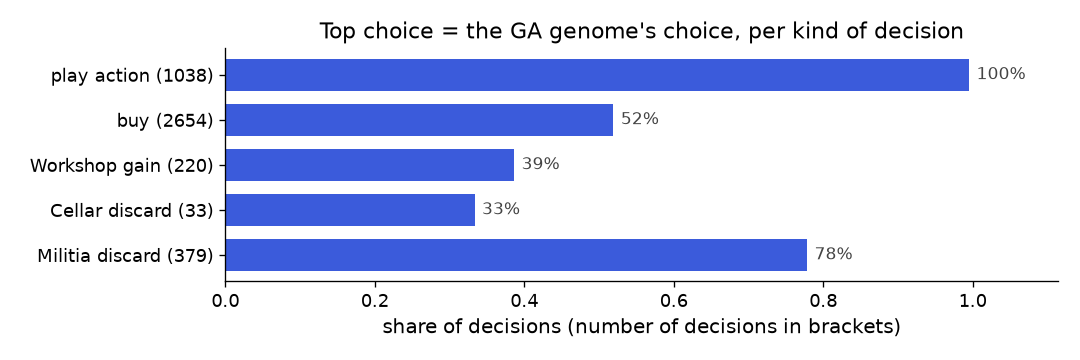 Top choice = the GA genome's choice, per kind of decision
play action (1038)
100%
buy (2654)
52%
Workshop gain (220)
39%
Cellar discard (33)
33%
Militia discard (379)
78%
0.0 0.2 0.4 0.6 0.8 1.0
share of decisions (number of decisions in brackets)